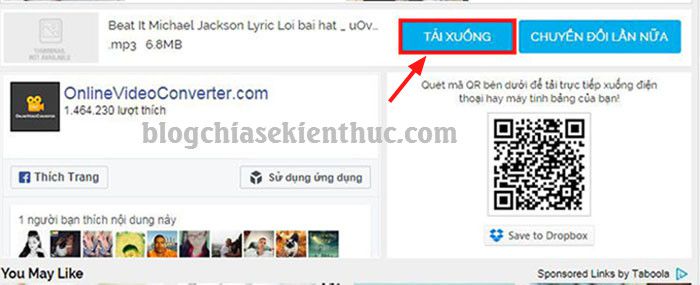 Beat It Michael Jackson Lyric Loi bai hat _ uOv...
.mp3 6.8MB
THUMBNAIL
NOT AVAILABLE
TẢI XUỐNG
CHUYỂN ĐỔI LẦN NỮA
OnlineVideoConverter.com
1.464.230 lượt thích
ONLINEVIDEOCONVERTER
Thích Trang
Sử dụng ứng dụng
1 người bạn thích nội dung này
Quét mã QR bên dưới để tải trực tiếp xuống điện
thoại hay máy tính bảng của bạn!
Save to Dropbox
blogchiasekienthuc.com
You May Like
Sponsored Links by Taboola